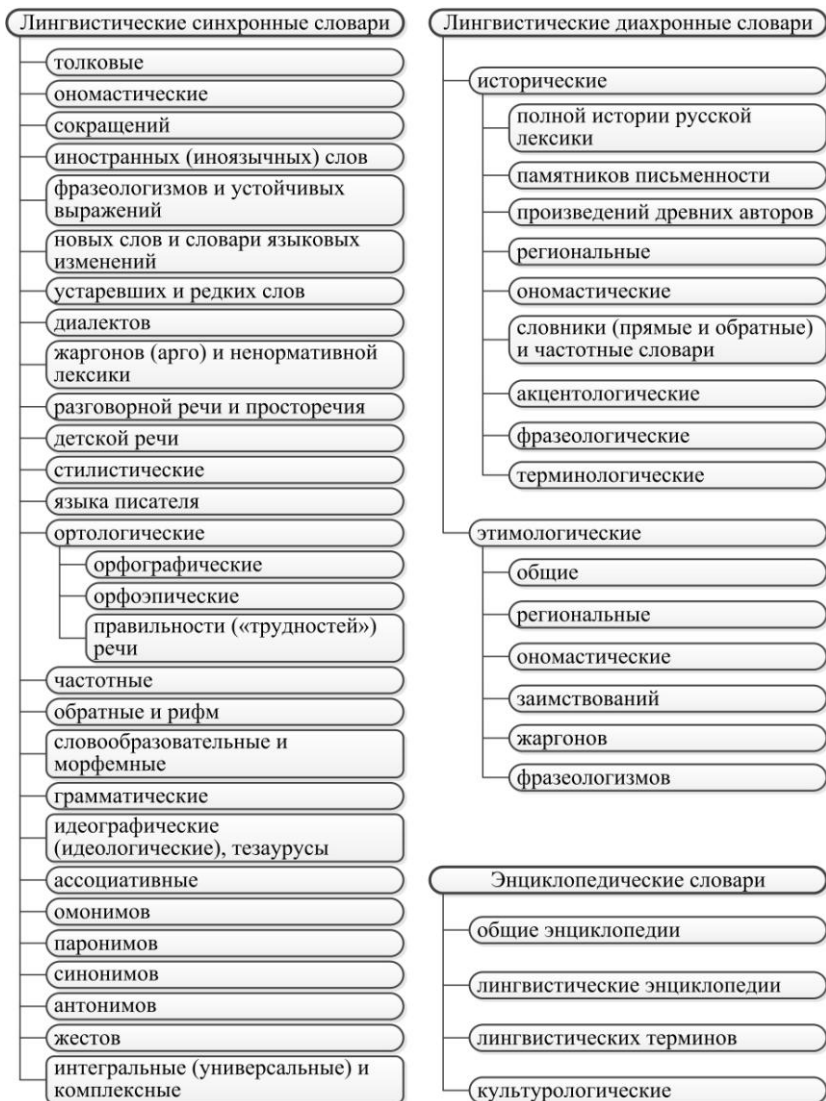 Лингвистические синхронные словари
толковые
ономастические
сокращений
иностранных (иноязычных) слов
фразеологизмов и устойчивых
выражений
новых слов и словари языковых
изменений
устаревших и редких слов
диалектов
жаргонов (арго) и ненормативной
лексики
разговорной речи и просторечия
детской речи
стилистические
языка писателя
ортологические
орфографические
орфоэпические
правильности («трудностей»)
речи
частотные
обратные и рифм
словообразовательные и
морфемные
грамматические
идеографические
(идеологические), тезаурусы
ассоциативные
омонимов
паронимов
синонимов
антонимов
жестов
интегральные (универсальные) и
комплексные
Лингвистические диахронные словари
исторические
полной истории русской
лексики
памятников письменности
произведений древних авторов
региональные
ономастические
словники (прямые и обратные)
и частотные словари
акцентологические
фразеологические
терминологические
этимологические
общие
региональные
ономастические
заимствований
жаргонов
фразеологизмов
Энциклопедические словари
общие энциклопедии
лингвистические энциклопедии
лингвистических терминов
культурологические